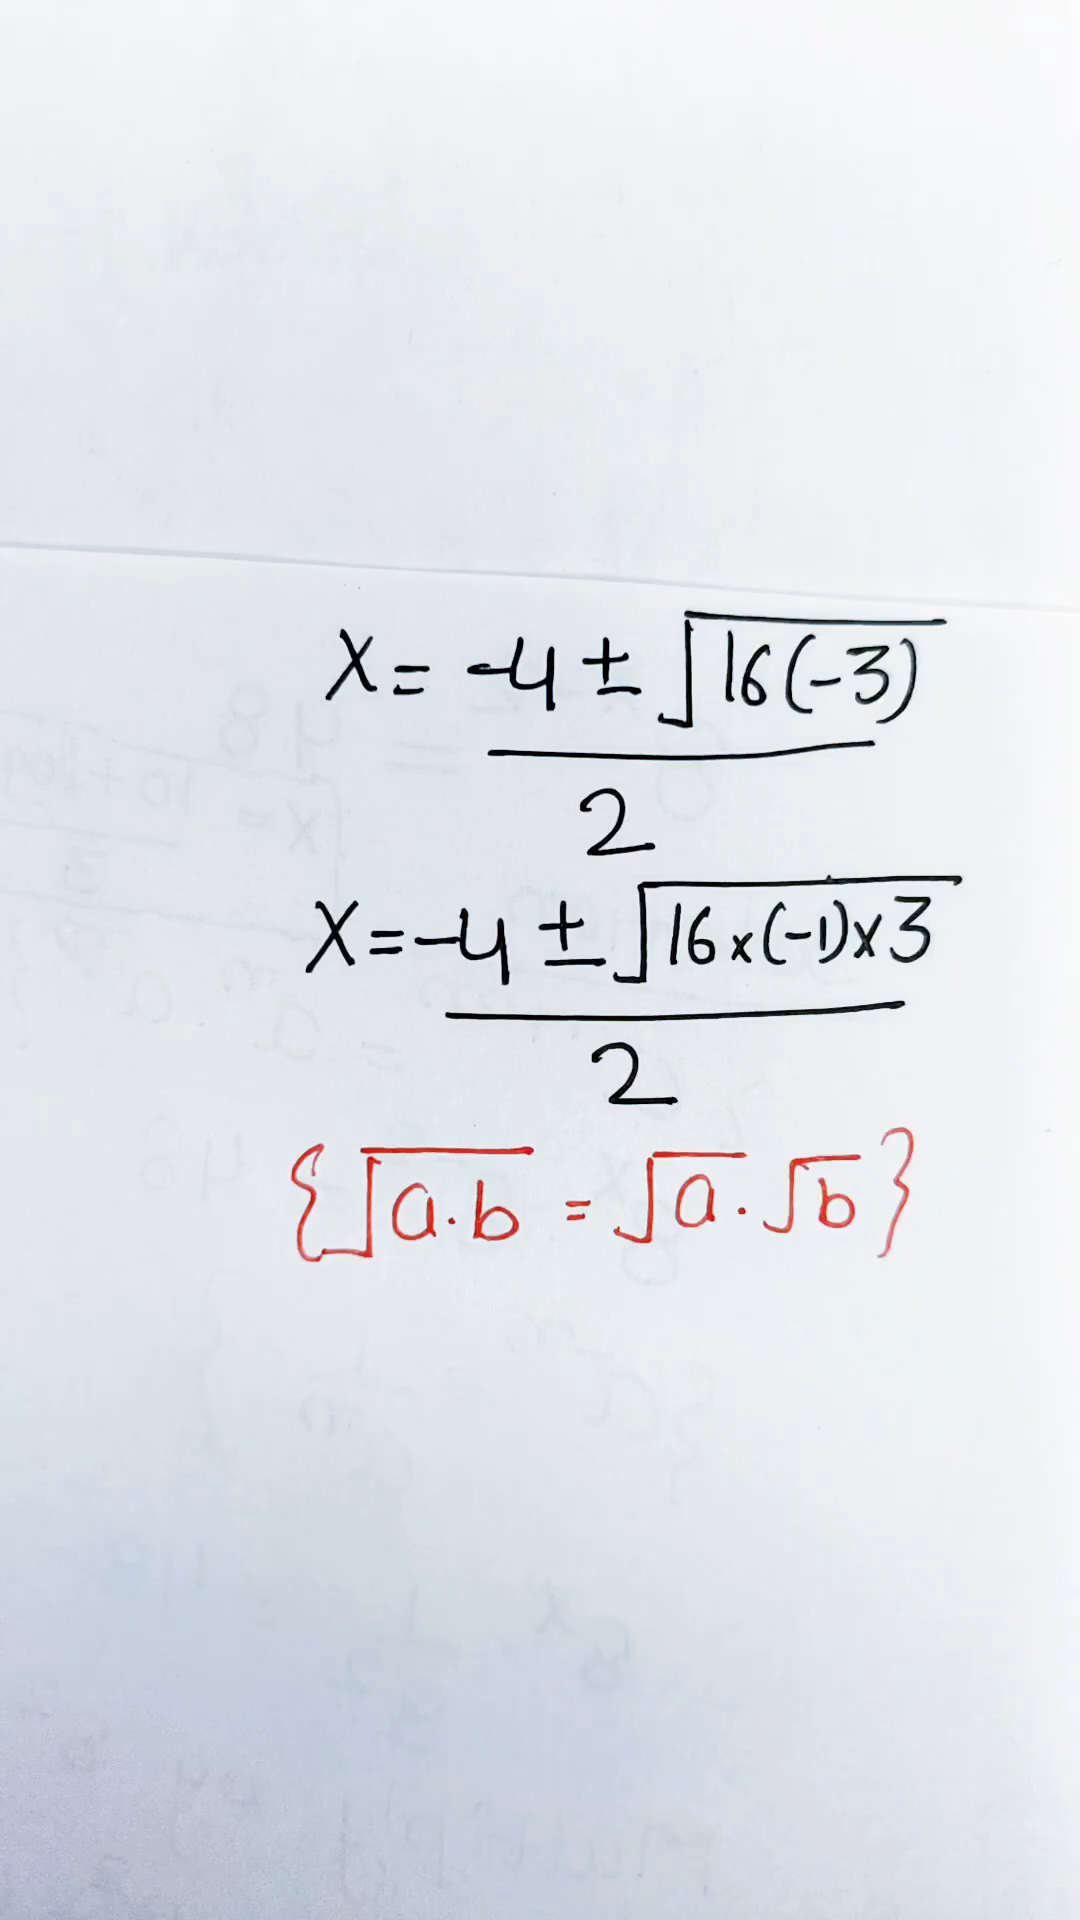 x = -4 ± √16(-3)
2
x = -4 ± √16 x (-1) x 3
2
{√a.b = √a . √b}